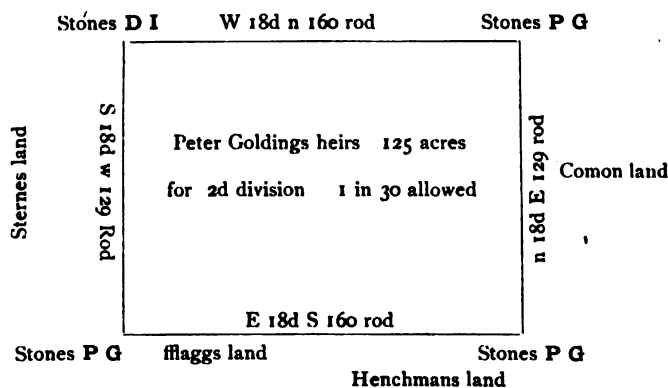 Stones D I W 18d n 160 rod Stones P G
Sternes land
S 18d w 129 Rod
Peter Goldings heirs 125 acres
for 2d division 1 in 30 allowed
n 18d E 129 rod
Comon land
E 18d S 160 rod
Stones P G fflaggs land Stones P G
Henchmans land